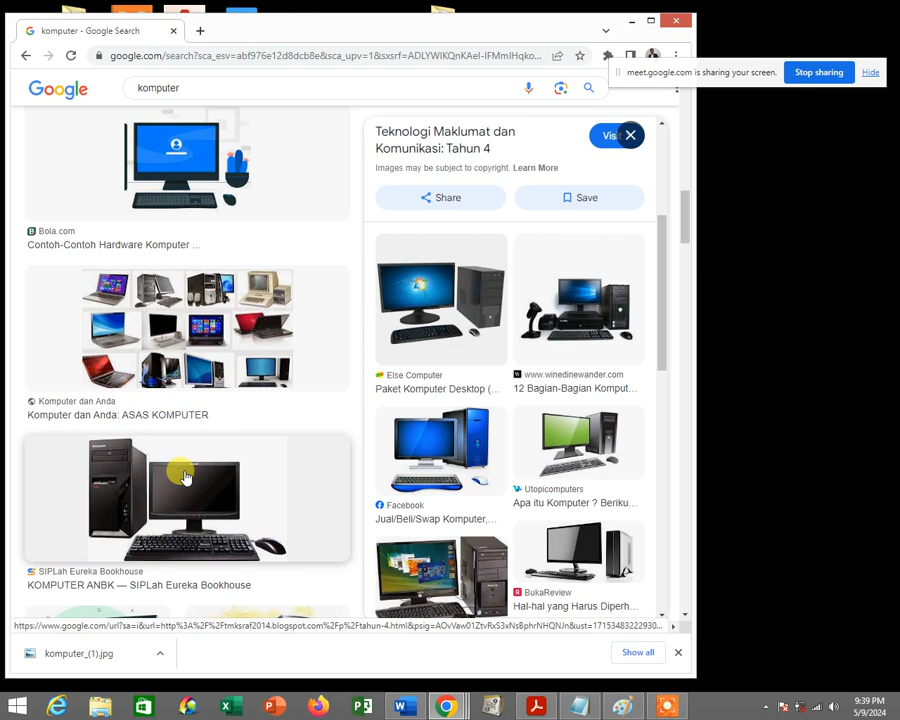 komputer - Google Search
google.com/search?sca_esv=abf976e12d8dcb8e&sca_upv=1&sxsrf=ADLYWIKQnKAeI-IFMmIHqko...
meet.google.com is sharing your screen.
Stop sharing
Hide
Google
komputer
Teknologi Maklumat dan
Komunikasi: Tahun 4
Visi
Images may be subject to copyright. Learn More
Share
Save
Bola.com
Contoh-Contoh Hardware Komputer ...
Komputer dan Anda
Komputer dan Anda: ASAS KOMPUTER
SIPLah Eureka Bookhouse
KOMPUTER ANBK — SIPLah Eureka Bookhouse
Else Computer
Paket Komputer Desktop (...
www.winedinewander.com
12 Bagian-Bagian Komput...
Facebook
Jual/Beli/Swap Komputer,...
Utopicomputers
Apa itu Komputer ? Beriku...
BukaReview
Hal-hal yang Harus Diperh...
https://www.google.com/url?sa=i&url=http%3A%2F%2Ftmksraf2014.blogspot.com%2Fp%2Ftahun-4.html&psig=AOvVaw01ZtvRxS3xNsBphrNHQNJn&ust=17153483222930...
komputer_(1).jpg
Show all
9:39 PM
5/9/2024